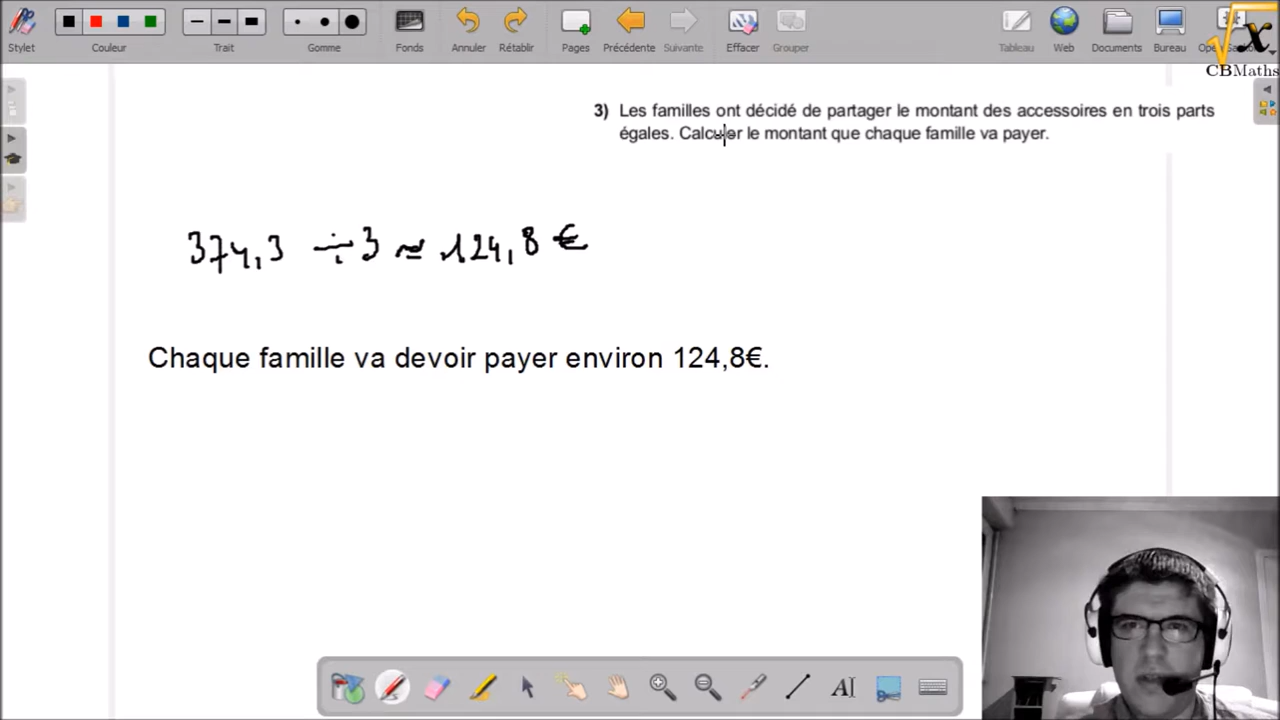 Stylet
Couleur
Trait
Gomme
Fonds
Annuler
Rétablir
Pages
Précédente
Suivante
Effacer
Grouper
Tableau
Web
Documents
Bureau
CBMaths
3) Les familles ont décidé de partager le montant des accessoires en trois parts
égales. Calculer le montant que chaque famille va payer.
374,3 ÷ 3 ≈ 124,8 €
Chaque famille va devoir payer environ 124,8€.